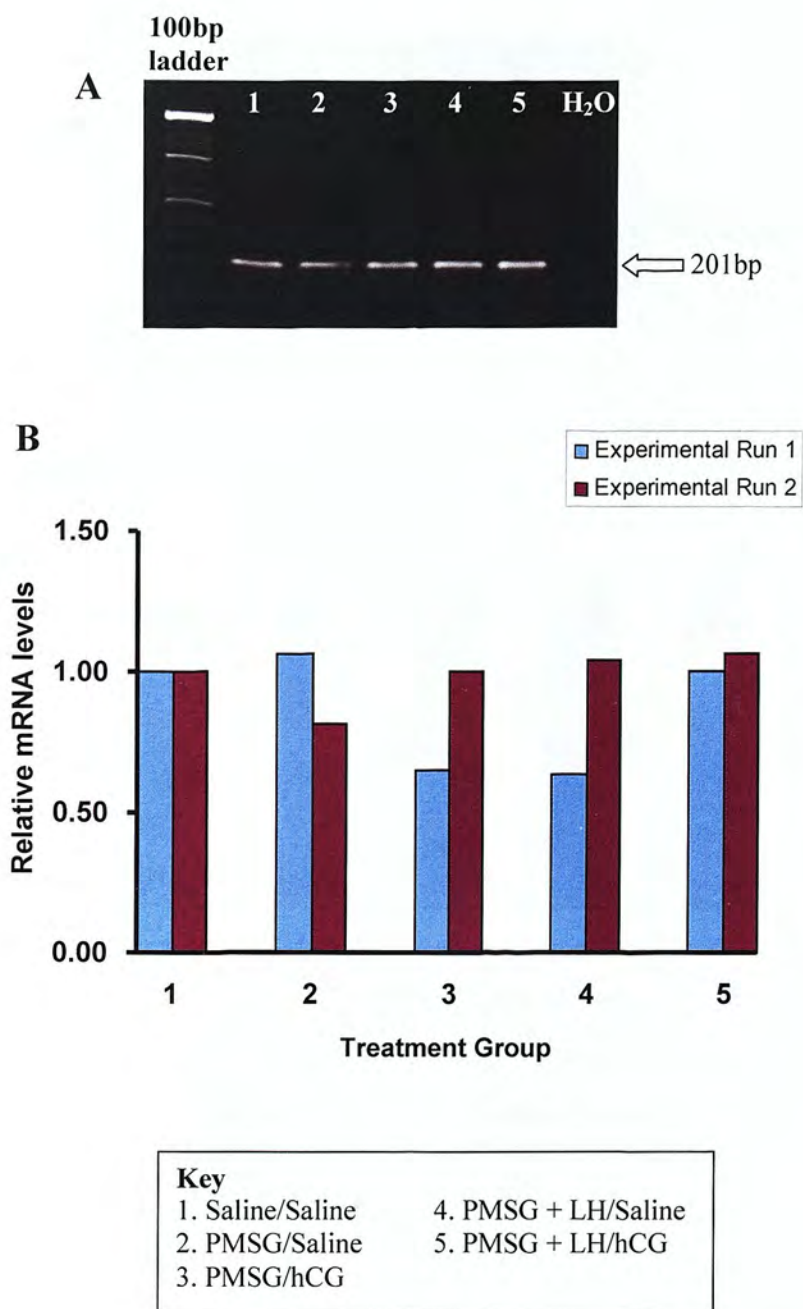 100bp
ladder
A
1 2 3 4 5 H₂O
201bp
B
Experimental Run 1
Experimental Run 2
1.50
1.00
0.50
0.00
Relative mRNA levels
1 2 3 4 5
Treatment Group
Key
1. Saline/Saline 4. PMSG + LH/Saline
2. PMSG/Saline 5. PMSG + LH/hCG
3. PMSG/hCG